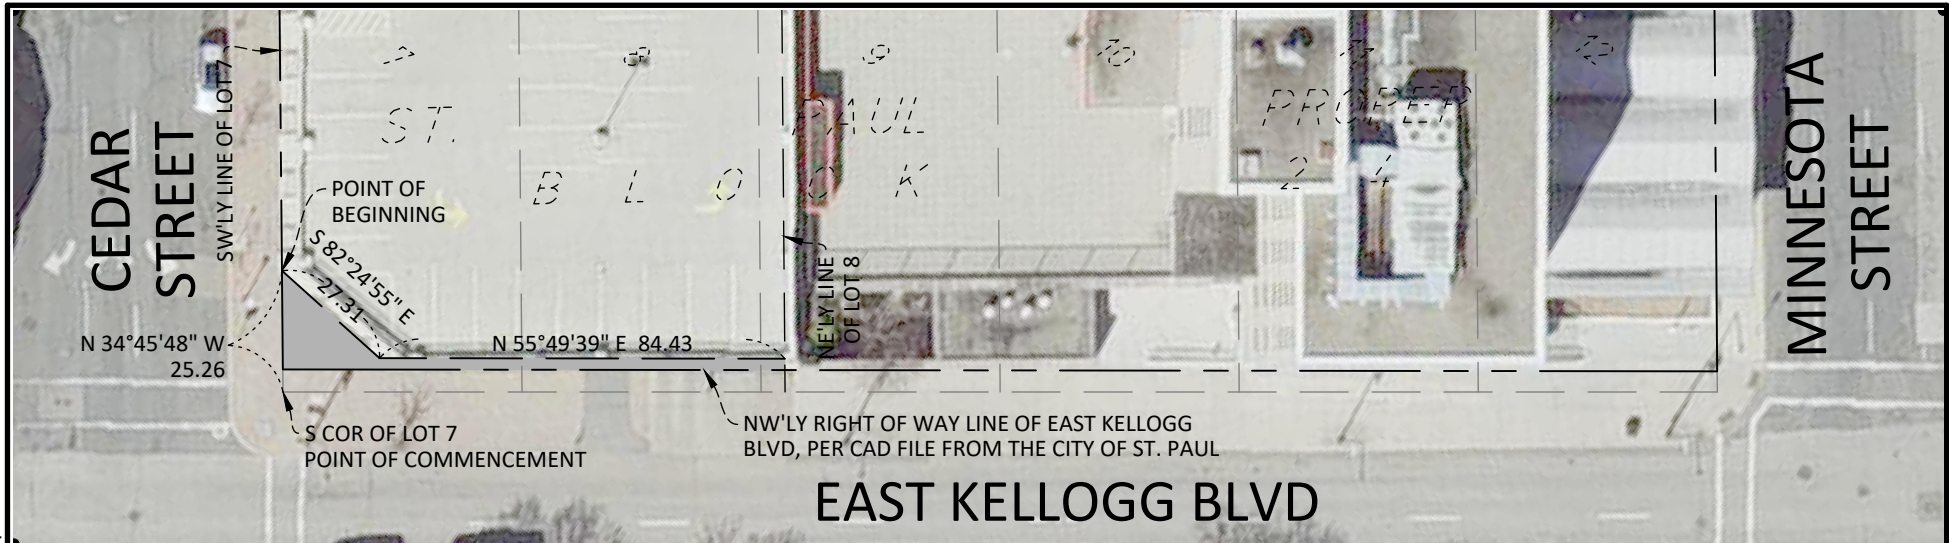 7
8
9
10
11
12
ST. PAUL PROPER
BLOCK 21
CEDAR
STREET
SW'LY LINE OF LOT 7
POINT OF
BEGINNING
S 82°24'55" E
27.31
N 34°45'48" W
25.26
N 55°49'39" E 84.43
NE'LY LINE
OF LOT 8
S COR OF LOT 7
POINT OF COMMENCEMENT
NW'LY RIGHT OF WAY LINE OF EAST KELLOGG
BLVD, PER CAD FILE FROM THE CITY OF ST. PAUL
EAST KELLOGG BLVD
MINNESOTA
STREET